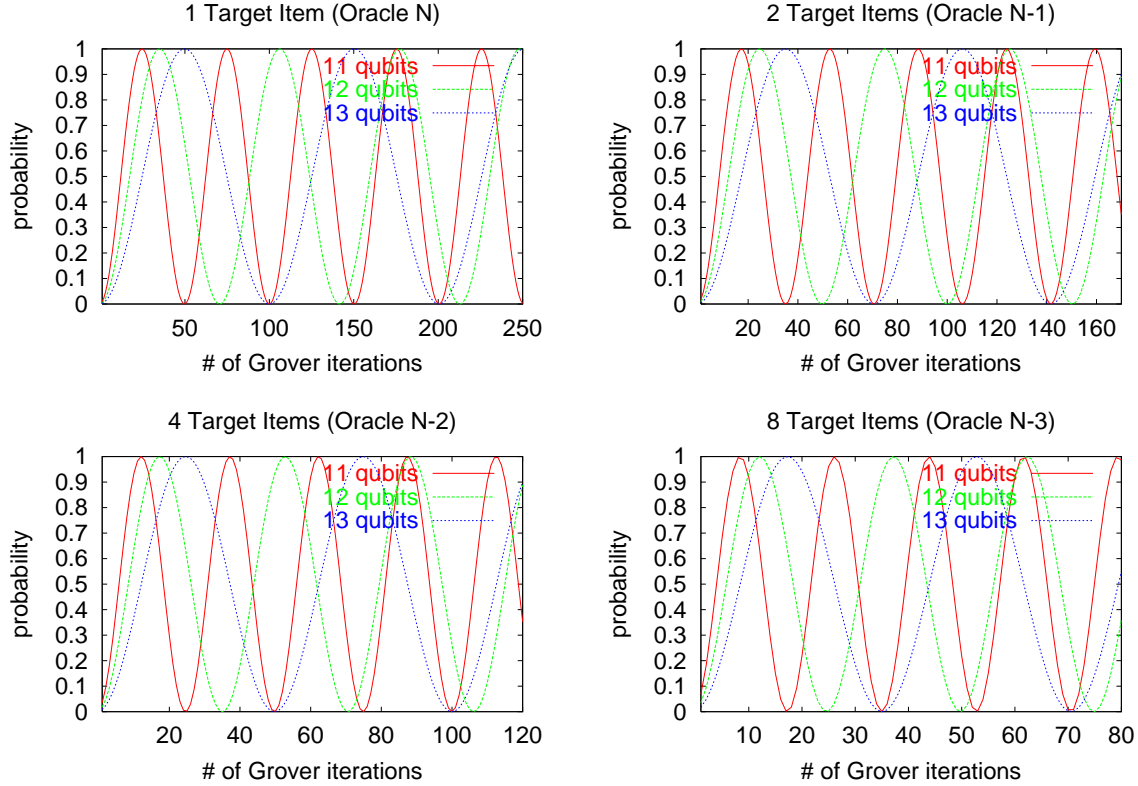 1 Target Item (Oracle N)
1
0.9
0.8
0.7
0.6
0.5
0.4
0.3
0.2
0.1
0
probability
11 qubits
12 qubits
13 qubits
50 100 150 200 250
# of Grover iterations
2 Target Items (Oracle N-1)
1
0.9
0.8
0.7
0.6
0.5
0.4
0.3
0.2
0.1
0
probability
11 qubits
12 qubits
13 qubits
20 40 60 80 100 120 140 160
# of Grover iterations
4 Target Items (Oracle N-2)
1
0.9
0.8
0.7
0.6
0.5
0.4
0.3
0.2
0.1
0
probability
11 qubits
12 qubits
13 qubits
20 40 60 80 100 120
# of Grover iterations
8 Target Items (Oracle N-3)
1
0.9
0.8
0.7
0.6
0.5
0.4
0.3
0.2
0.1
0
probability
11 qubits
12 qubits
13 qubits
10 20 30 40 50 60 70 80
# of Grover iterations